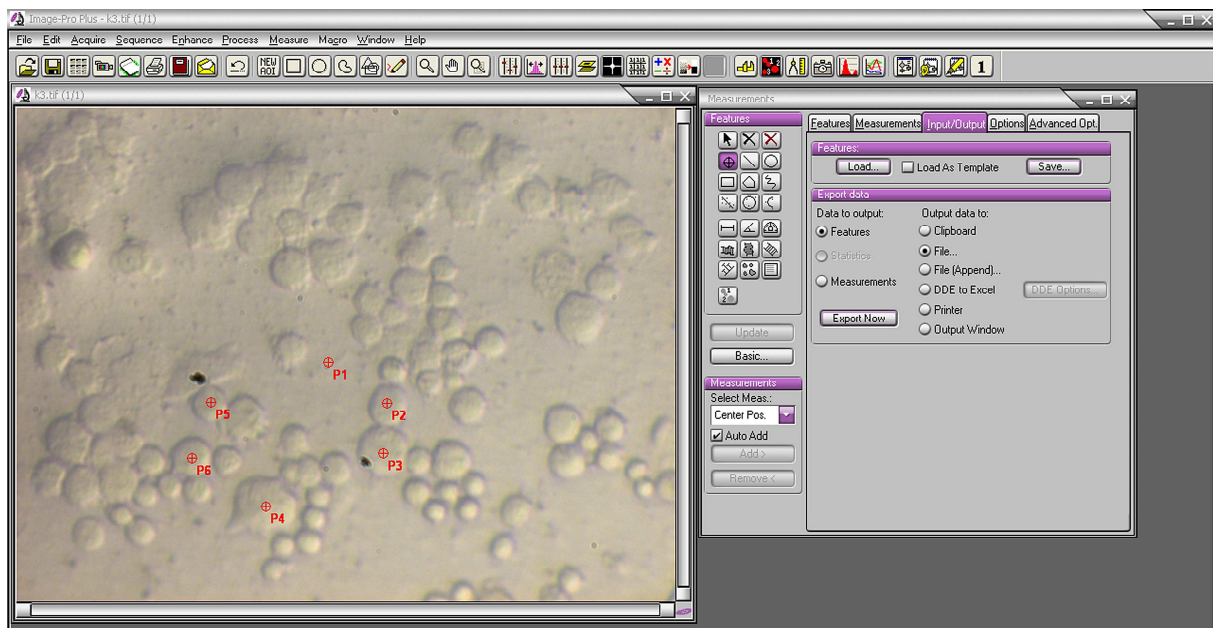 Image-Pro Plus - k3.tif (1/1)
File Edit Acquire Sequence Enhance Process Measure Macro Window Help
NEW AOI
1
k3.tif (1/1)
P1
P2
P3
P4
P5
P6
Measurements
Features
Update
Basic...
Measurements
Select Meas.:
Center Pos.
Auto Add
Add >
Remove <
Features Measurements Input/Output Options Advanced Opt.
Features:
Load... Load As Template Save...
Export data
Data to output: Output data to:
Features Clipboard
Statistics File...
File (Append)...
Measurements DDE to Excel DDE Options...
Printer
Export Now Output Window